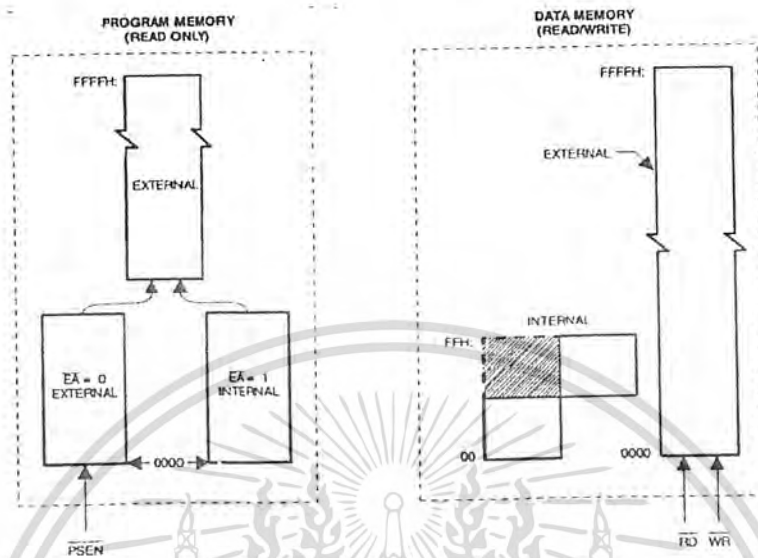 PROGRAM MEMORY
(READ ONLY)
FFFFH:
EXTERNAL
EA = 0
EXTERNAL
EA = 1
INTERNAL
0000
PSEN
DATA MEMORY
(READ/WRITE)
FFFFH:
EXTERNAL
INTERNAL
FFH:
00
0000
RD
WR